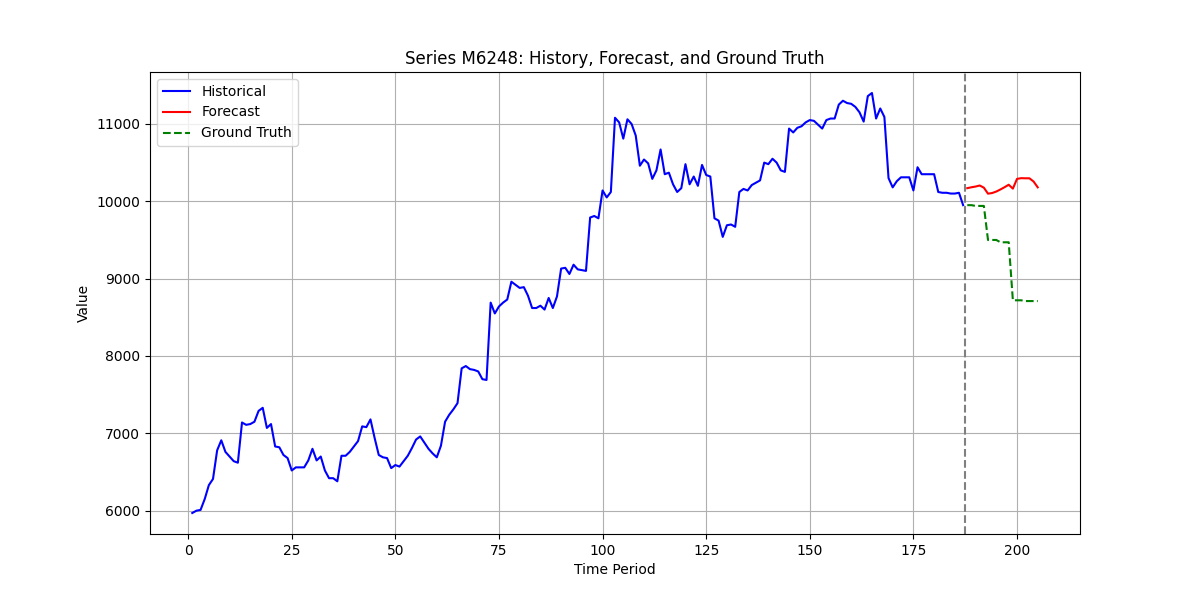 Series M6248: History, Forecast, and Ground Truth
Historical
Forecast
Ground Truth
Value
11000
10000
9000
8000
7000
6000
0 25 50 75 100 125 150 175 200
Time Period